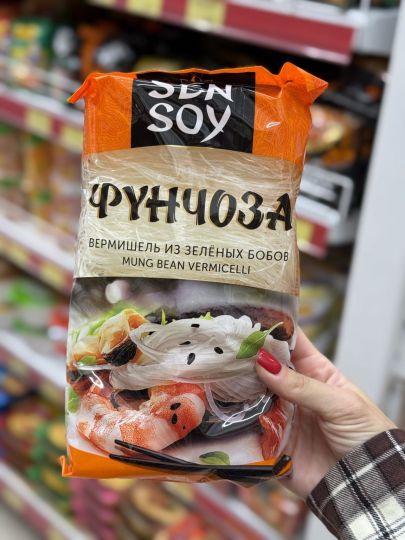 SEN
SOY
ФУНЧОЗА
ВЕРМИШЕЛЬ ИЗ ЗЕЛЁНЫХ БОБОВ
MUNG BEAN VERMICELLI